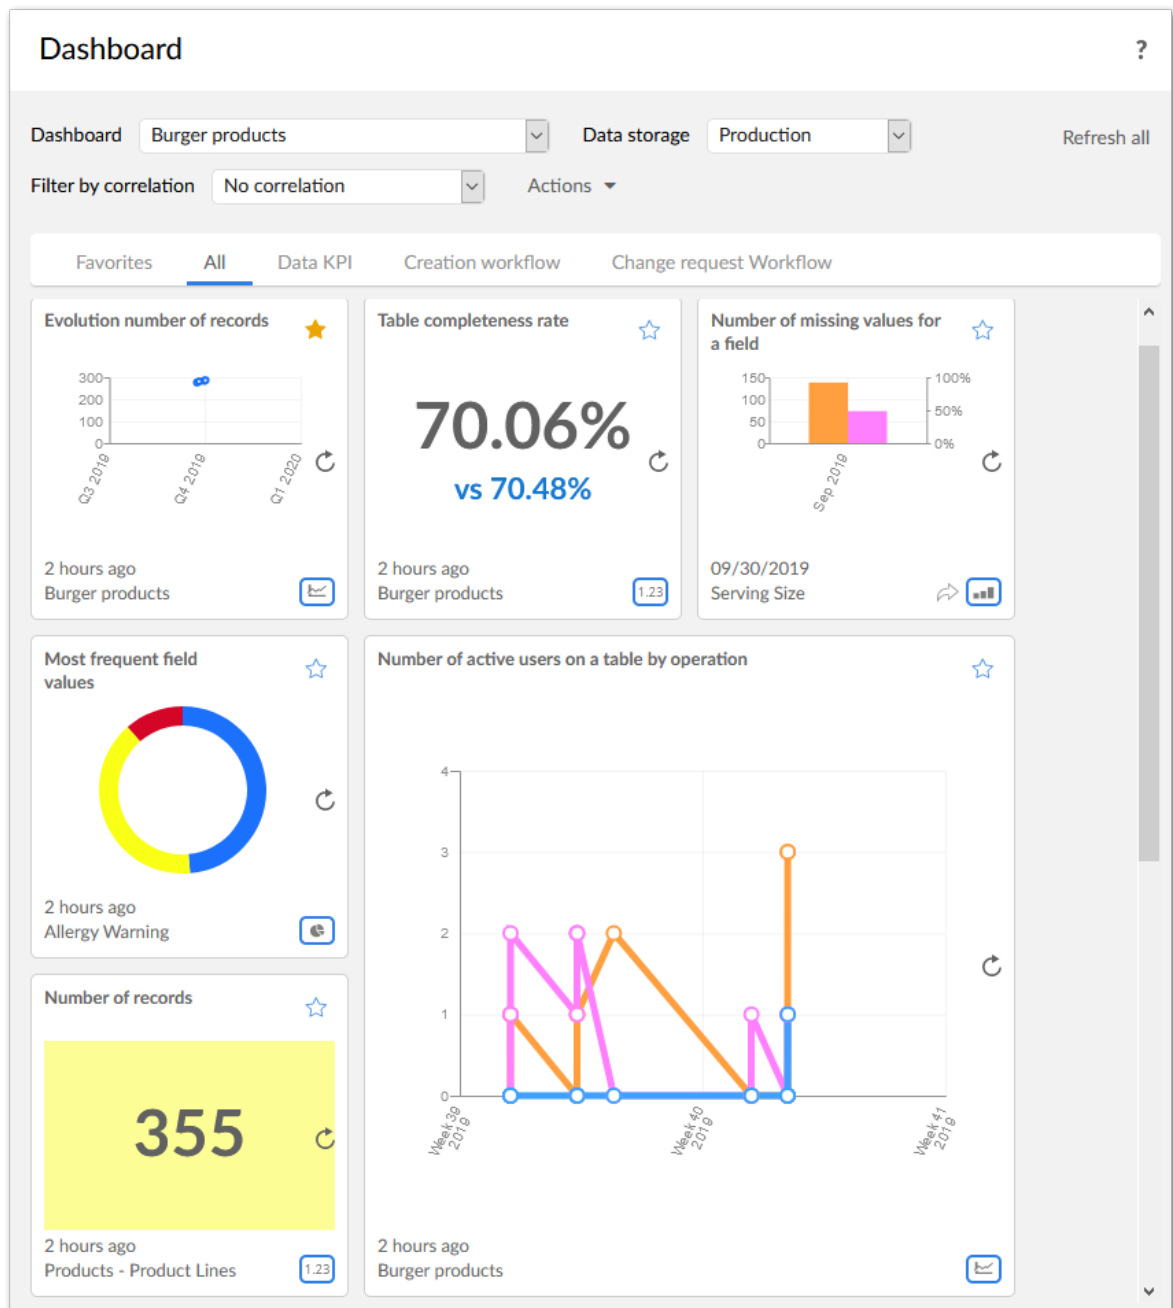 Dashboard
?
Dashboard Burger products Data storage Production Refresh all
Filter by correlation No correlation Actions
Favorites All Data KPI Creation workflow Change request Workflow
Evolution number of records
300
200
100
0
Q3 2019
Q4 2019
Q1 2020
2 hours ago
Burger products
Table completeness rate
70.06%
vs 70.48%
2 hours ago
Burger products
1.23
Number of missing values for
a field
150
100
50
0
100%
50%
0%
Sep 2019
09/30/2019
Serving Size
Most frequent field
values
2 hours ago
Allergy Warning
Number of active users on a table by operation
4
3
2
1
0
Week 39
2019
Week 40
2019
Week 41
2019
2 hours ago
Burger products
Number of records
355
2 hours ago
Products - Product Lines
1.23